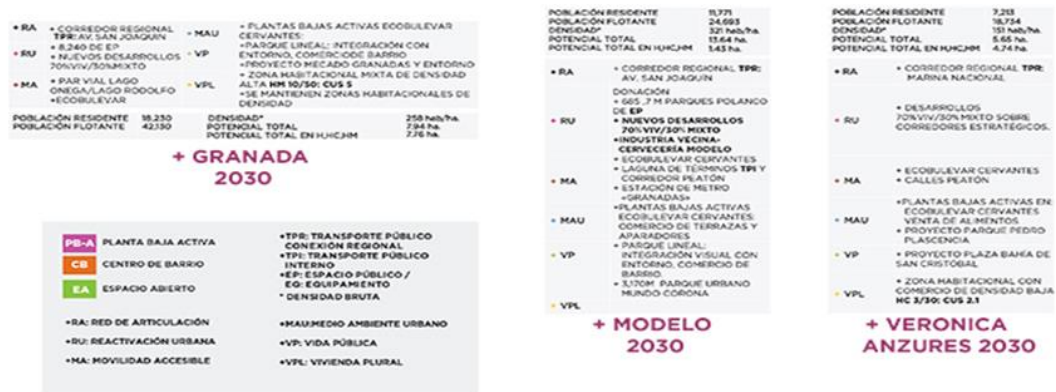 • RA + CORREDOR REGIONAL
TPR: AV. SAN JOAQUIN
• RU + 8,240 DE EP
+ NUEVOS DESARROLLOS
70%VIV/30%MIXTO
• MA + PAR VIAL LAGO
ONEGA/LAGO RODOLFO
+ECOBULEVAR
• MAU + PLANTAS BAJAS ACTIVAS ECOBULEVAR
CERVANTES:
• VP +PARQUE LINEAL: INTEGRACIÓN CON
ENTORNO, COMERCIODE BARRIO
+PROYECTO MECADO GRANADAS Y ENTORNO
• VPL + ZONA HABITACIONAL MIXTA DE DENSIDAD
ALTA HM 10/50: CUS 5
+SE MANTIENEN ZONAS HABITACIONALES DE
DENSIDAD
POBLACIÓN RESIDENTE 18,230
POBLACIÓN FLOTANTE 42,130
DENSIDAD* 258 hab/ha.
POTENCIAL TOTAL 7.94 ha.
POTENCIAL TOTAL EN H,HC,HM 7.76 ha.
+ GRANADA
2030
PB-A PLANTA BAJA ACTIVA
CB CENTRO DE BARRIO
EA ESPACIO ABIERTO
•TPR: TRANSPORTE PÚBLICO
CONEXIÓN REGIONAL
•TPI: TRANSPORTE PÚBLICO
INTERNO
•EP: ESPACIO PÚBLICO /
EG: EQUIPAMIENTO
* DENSIDAD BRUTA
•RA: RED DE ARTICULACIÓN
•RU: REACTIVACIÓN URBANA
•MA: MOVILIDAD ACCESIBLE
•MAU:MEDIO AMBIENTE URBANO
•VP: VIDA PÚBLICA
•VPL: VIVIENDA PLURAL
POBLACIÓN RESIDENTE 11,771
POBLACIÓN FLOTANTE 24,693
DENSIDAD* 321 hab/ha.
POTENCIAL TOTAL 13.64 ha.
POTENCIAL TOTAL EN H,HC,HM 1.43 ha.
• RA + CORREDOR REGIONAL TPR:
AV. SAN JOAQUÍN
DONACIÓN
+ 685 ,7 M PARQUES POLANCO
DE EP
• RU + NUEVOS DESARROLLOS
70%VIV/30% MIXTO
+INDUSTRIA VECINA-
CERVECERÍA MODELO
+ ECOBULEVAR CERVANTES
+ LAGUNA DE TÉRMINOS TPI Y
• MA CORREDOR PEATÓN
+ ESTACIÓN DE METRO
«GRANADAS»
+PLANTAS BAJAS ACTIVAS
• MAU ECOBULEVAR CERVANTES:
COMERCIO DE TERRAZAS Y
APARADORES
+ PARQUE LINEAL:
• VP INTEGRACIÓN VISUAL CON
ENTORNO, COMERCIO DE
BARRIO.
+ 3,170M PARQUE URBANO
MUNDO CORONA
• VPL
+ MODELO
2030
POBLACIÓN RESIDENTE 7,213
POBLACIÓN FLOTANTE 18,734
DENSIDAD* 151 hab/ha.
POTENCIAL TOTAL 5.65 ha.
POTENCIAL TOTAL EN H,HC,HM 4.74 ha.
• RA + CORREDOR REGIONAL TPR:
MARINA NACIONAL
• RU + DESARROLLOS
70%VIV/30% MIXTO SOBRE
CORREDORES ESTRATÉGICOS.
• MA + ECOBULEVAR CERVANTES
+ CALLES PEATÓN
• MAU +PLANTAS BAJAS ACTIVAS EN:
ECOBULEVAR CERVANTES
VENTA DE ALIMENTOS
+ PROYECTO PARQUE PEDRO
PLASCENCIA
• VP + PROYECTO PLAZA BAHÍA DE
SAN CRISTÓBAL
• VPL + ZONA HABITACIONAL CON
COMERCIO DE DENSIDAD BAJA
HC 3/30: CUS 2.1
+ VERONICA
ANZURES 2030